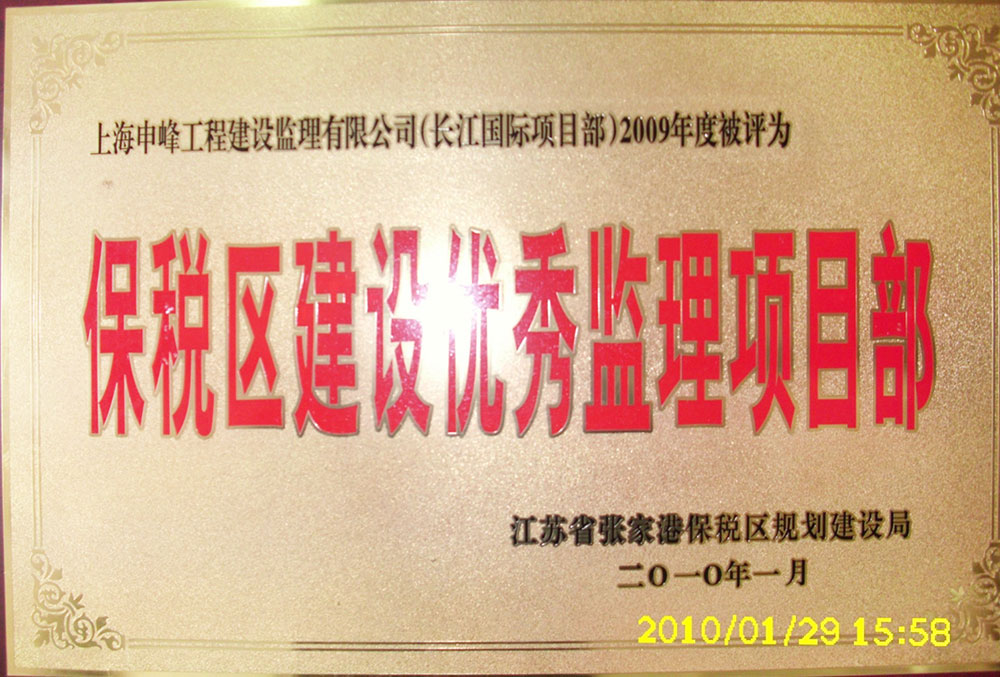 上海申峰工程建设监理有限公司(长江国际项目部)2009年度被评为
保税区建设优秀监理项目部
江苏省张家港保税区规划建设局
二〇一〇年一月
2010/01/29 15:58